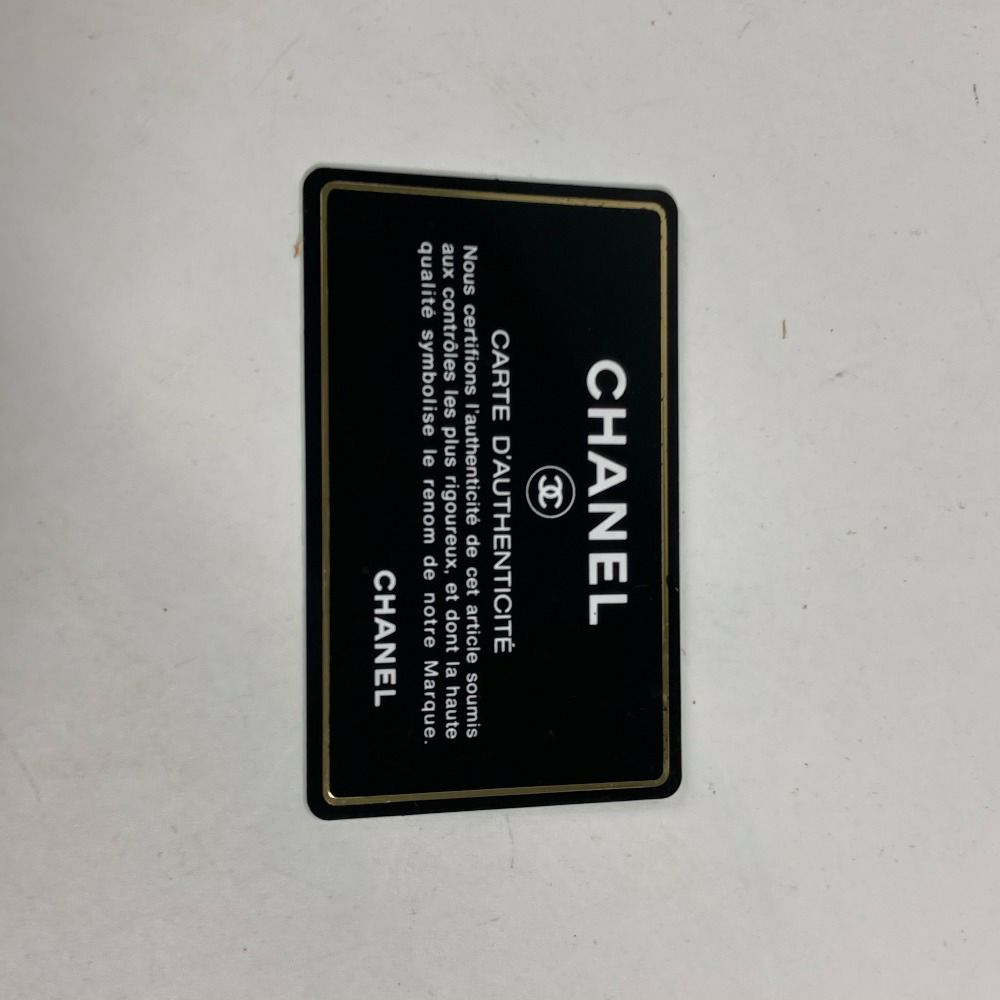 CHANEL
CARTE D'AUTHENTICITÉ
Nous certifions l'authenticité de cet article soumis
aux contrôles les plus rigoureux, et dont la haute
qualité symbolise le renom de notre Marque.
CHANEL